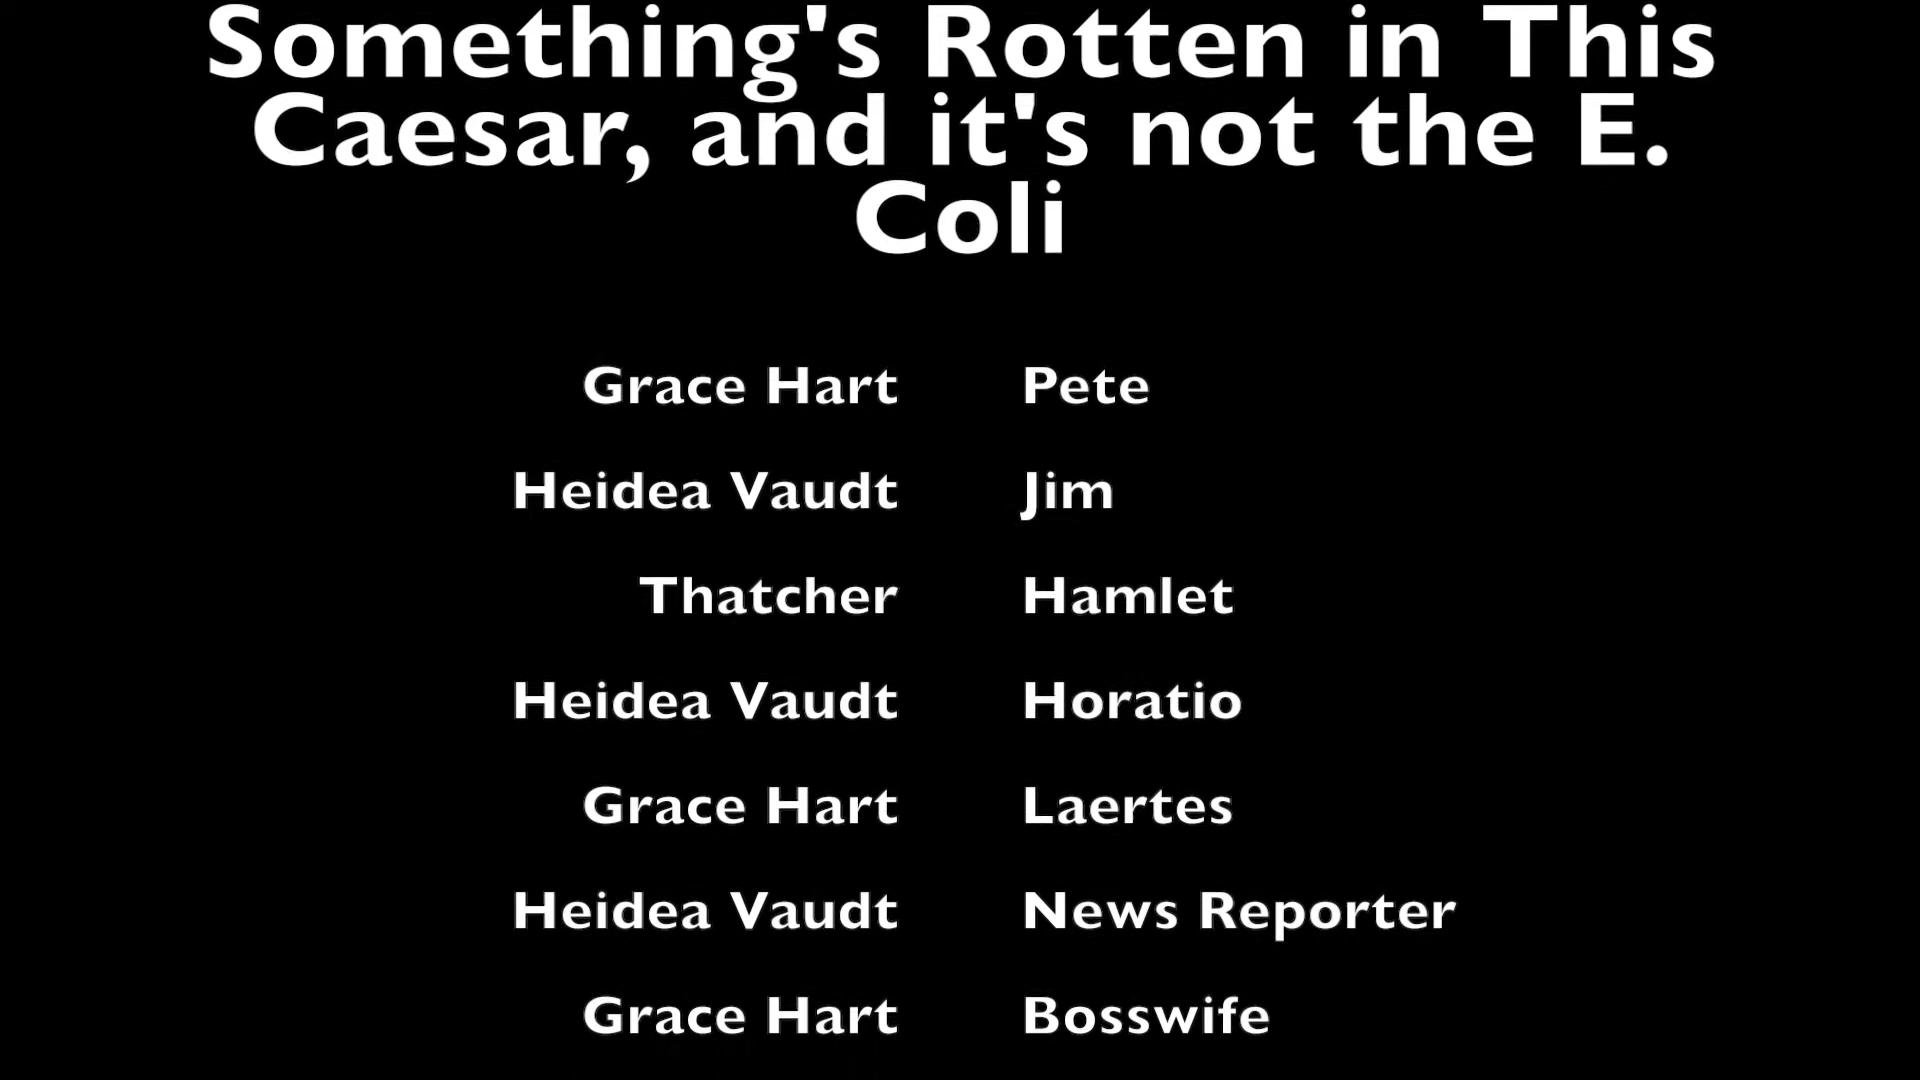 Something's Rotten in This
Caesar, and it's not the E.
Coli
Grace Hart Pete
Heidea Vaudt Jim
Thatcher Hamlet
Heidea Vaudt Horatio
Grace Hart Laertes
Heidea Vaudt News Reporter
Grace Hart Bosswife